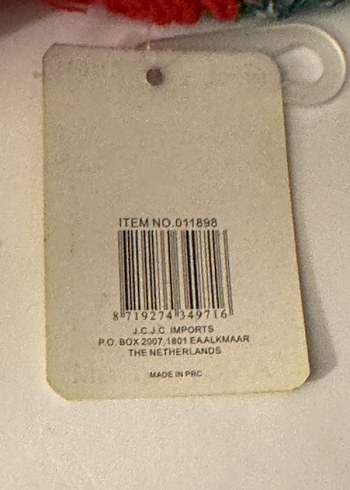 ITEM NO.011898
8 719274 349716
J.C.J.C. IMPORTS
P.O. BOX 2007,1801 EAALKMAAR
THE NETHERLANDS
MADE IN PRC